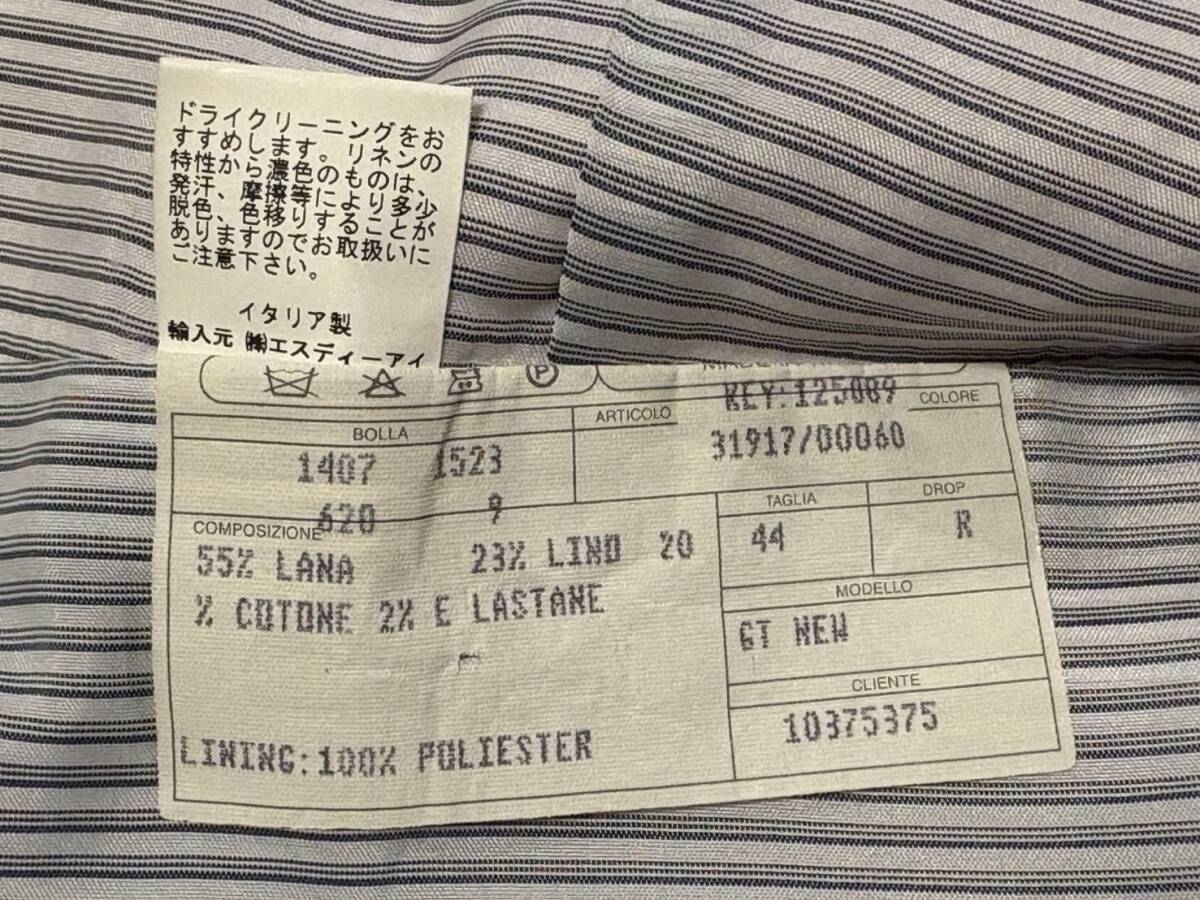 ドライクリーニングをお
すすめします。リネンの
特性から濃色のものは、
発汗、摩擦等により多少
脱色、色移りすることが
ありますのでお取扱いに
ご注意下さい。
イタリア製
輸入元 ㈱エスディーアイ
P
KEY:125089
BOLLA
ARTICOLO
COLORE
1407 1523
31917/00060
620 9
COMPOSIZIONE
TAGLIA
DROP
55% LANA 23% LINO 20
44
R
% COTONE 2% E LASTANE
MODELLO
GT NEW
CLIENTE
10375375
LINING:100% POLIESTER